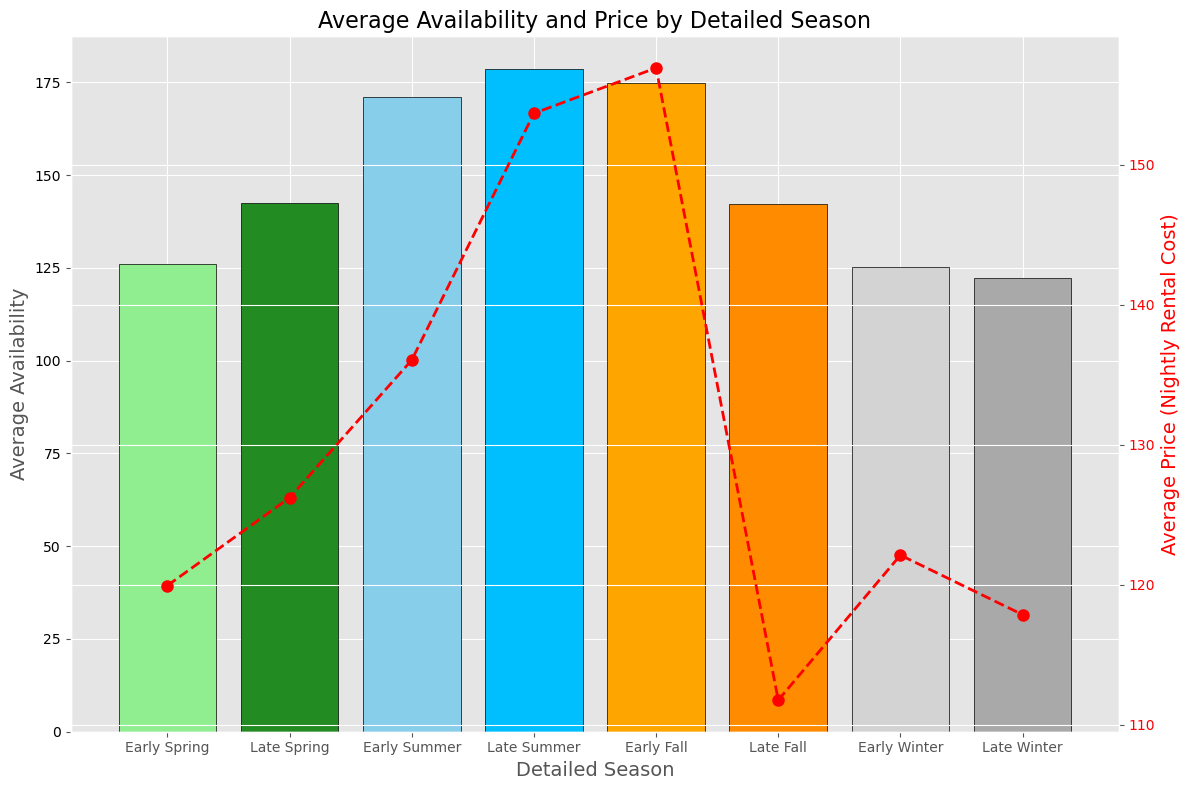 Average Availability and Price by Detailed Season
Average Availability
175
150
125
100
75
50
25
0
150
140
130
120
110
Average Price (Nightly Rental Cost)
Early Spring Late Spring Early Summer Late Summer Early Fall Late Fall Early Winter Late Winter
Detailed Season